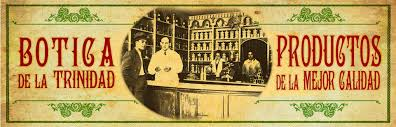 BOTICA
DE LA TRINIDAD
PRODUCTOS
DE LA MEJOR CALIDAD